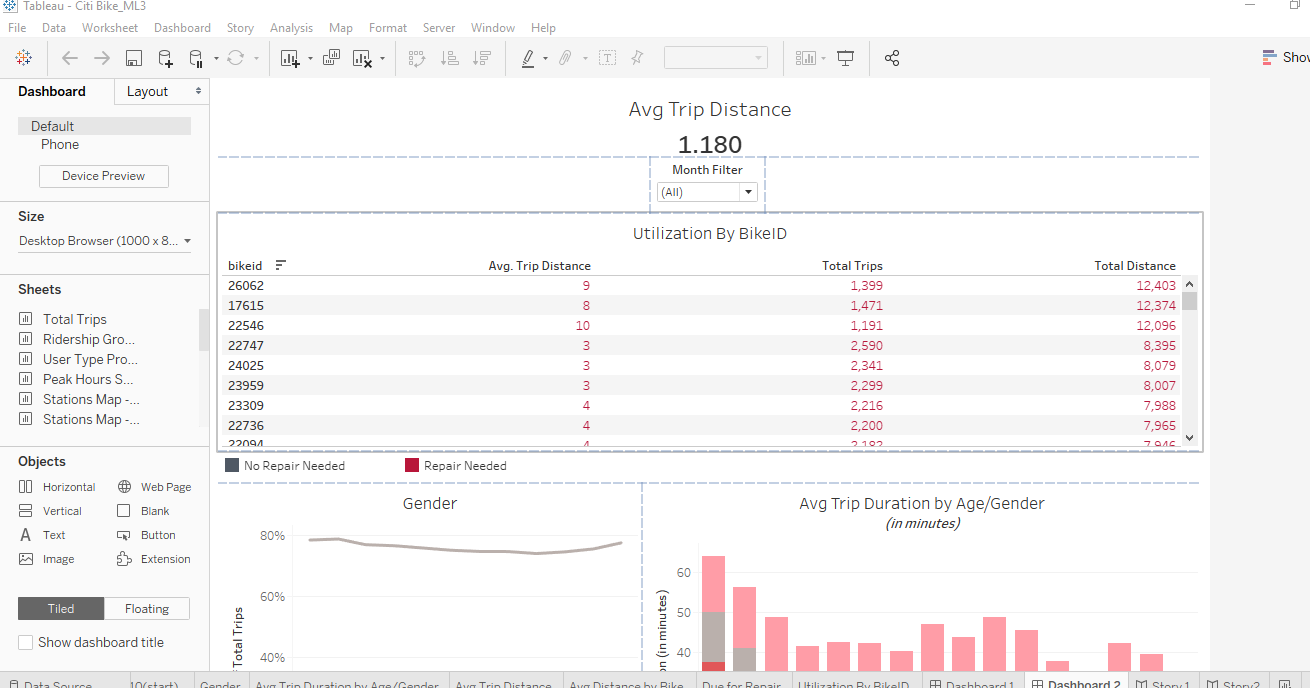 Tableau - Citi Bike_ML3
File Data Worksheet Dashboard Story Analysis Map Format Server Window Help
Show
Dashboard Layout
Default
Phone
Device Preview
Size
Desktop Browser (1000 x 8...
Sheets
Total Trips
Ridership Gro...
User Type Pro...
Peak Hours S...
Stations Map -...
Stations Map -...
Objects
Horizontal Web Page
Vertical Blank
A Text Button
Image Extension
Tiled Floating
Show dashboard title
Avg Trip Distance
1.180
Month Filter
(All)
Utilization By BikeID
bikeid Avg. Trip Distance Total Trips Total Distance
26062 9 1,399 12,403
17615 8 1,471 12,374
22546 10 1,191 12,096
22747 3 2,590 8,395
24025 3 2,341 8,079
23959 3 2,299 8,007
23309 4 2,216 7,988
22736 4 2,200 7,965
22094 4 2,182 7,946
No Repair Needed Repair Needed
Gender
80%
60%
40%
Total Trips
Avg Trip Duration by Age/Gender
(in minutes)
60
50
40
(in minutes)
Data Source 10(start) Gender Avg Trip Duration by Age/Gender Avg Trip Distance Avg Distance by Bike Due for Repair Utilization By BikeID Dashboard 1 Dashboard 2 Story 1 Story2